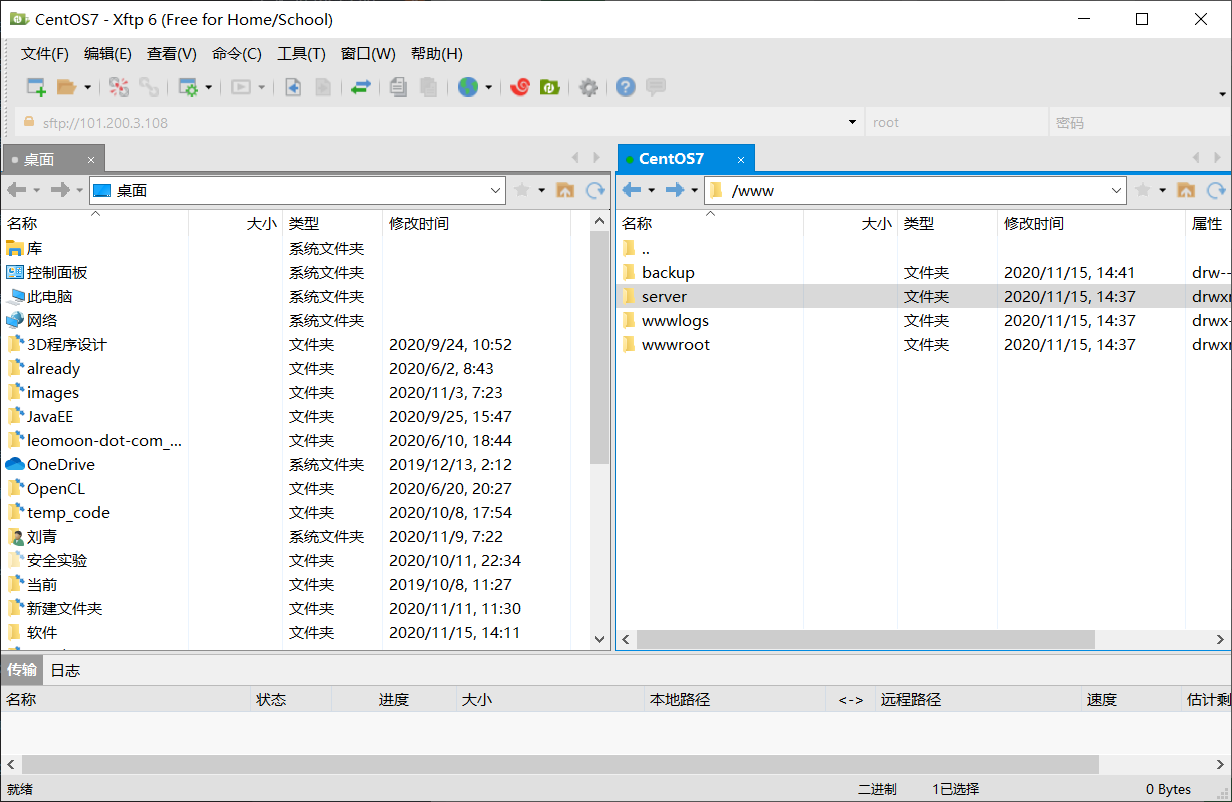 CentOS7 - Xftp 6 (Free for Home/School)
文件(F) 编辑(E) 查看(V) 命令(C) 工具(T) 窗口(W) 帮助(H)
sftp://101.200.3.108 root 密码
桌面 × CentOS7 ×
桌面 /www
名称 大小 类型 修改时间
库 系统文件夹
控制面板 系统文件夹
此电脑 系统文件夹
网络 系统文件夹
3D程序设计 文件夹 2020/9/24, 10:52
already 文件夹 2020/6/2, 8:43
images 文件夹 2020/11/3, 7:23
JavaEE 文件夹 2020/9/25, 15:47
leomoon-dot-com_... 文件夹 2020/6/10, 18:44
OneDrive 系统文件夹 2019/12/13, 2:12
OpenCL 文件夹 2020/6/20, 20:27
temp_code 文件夹 2020/10/8, 17:54
刘青 系统文件夹 2020/11/9, 7:22
安全实验 文件夹 2020/10/11, 22:34
当前 文件夹 2019/10/8, 11:27
新建文件夹 文件夹 2020/11/11, 11:30
软件 文件夹 2020/11/15, 14:11
名称 大小 类型 修改时间 属性
..
backup 文件夹 2020/11/15, 14:41 drw--
server 文件夹 2020/11/15, 14:37 drwx
wwwlogs 文件夹 2020/11/15, 14:37 drwx-
wwwroot 文件夹 2020/11/15, 14:37 drwx
传输 日志
名称 状态 进度 大小 本地路径 <-> 远程路径 速度 估计剩
就绪 二进制 1已选择 0 Bytes